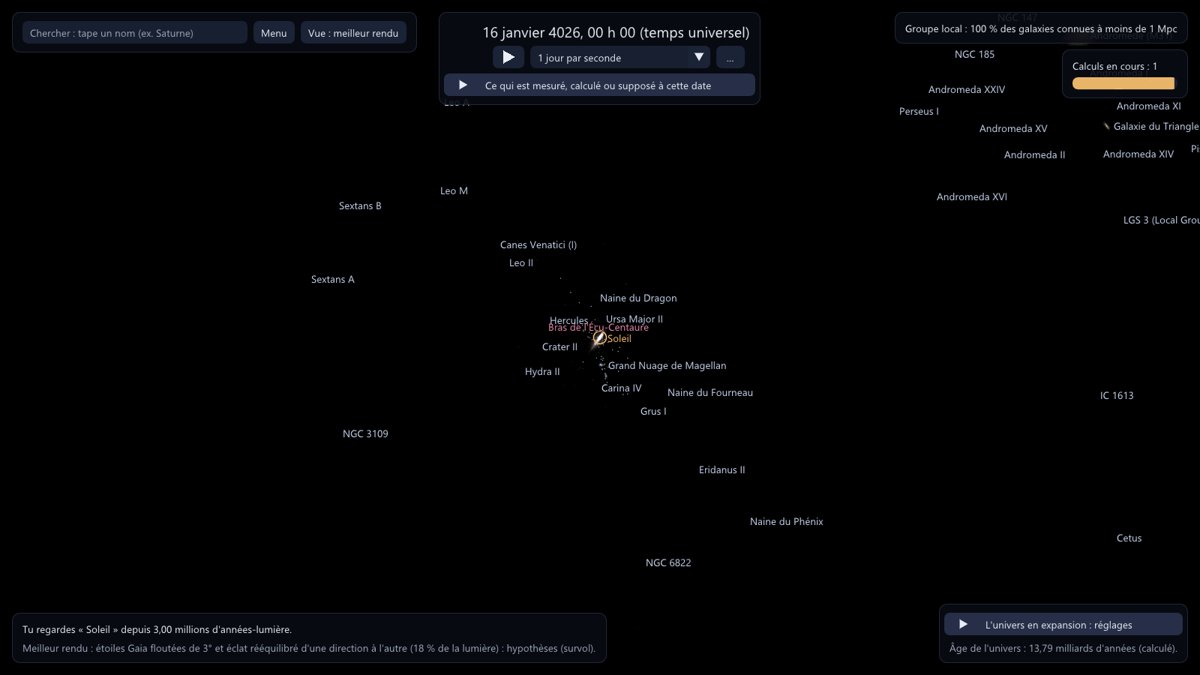 Chercher : tape un nom (ex. Saturne)
Menu
Vue : meilleur rendu
16 janvier 4026, 00 h 00 (temps universel)
1 jour par seconde
...
Ce qui est mesuré, calculé ou supposé à cette date
Groupe local : 100 % des galaxies connues à moins de 1 Mpc
Calculs en cours : 1
NGC 147
NGC 185
Andromeda XXIV
Perseus I
Andromeda XI
Andromeda XV
Galaxie du Triangle
Andromeda II
Andromeda XIV
Andromeda XVI
Leo A
Leo M
Sextans B
LGS 3 (Local Grou
Canes Venatici (I)
Leo II
Sextans A
Naine du Dragon
Hercules
Ursa Major II
Bras de l'Écu-Centaure
Soleil
Crater II
Grand Nuage de Magellan
Hydra II
Carina IV
Naine du Fourneau
IC 1613
Grus I
NGC 3109
Eridanus II
Naine du Phénix
Cetus
NGC 6822
Tu regardes « Soleil » depuis 3,00 millions d'années-lumière.
Meilleur rendu : étoiles Gaia floutées de 3° et éclat rééquilibré d'une direction à l'autre (18 % de la lumière) : hypothèses (survol).
L'univers en expansion : réglages
Âge de l'univers : 13,79 milliards d'années (calculé).